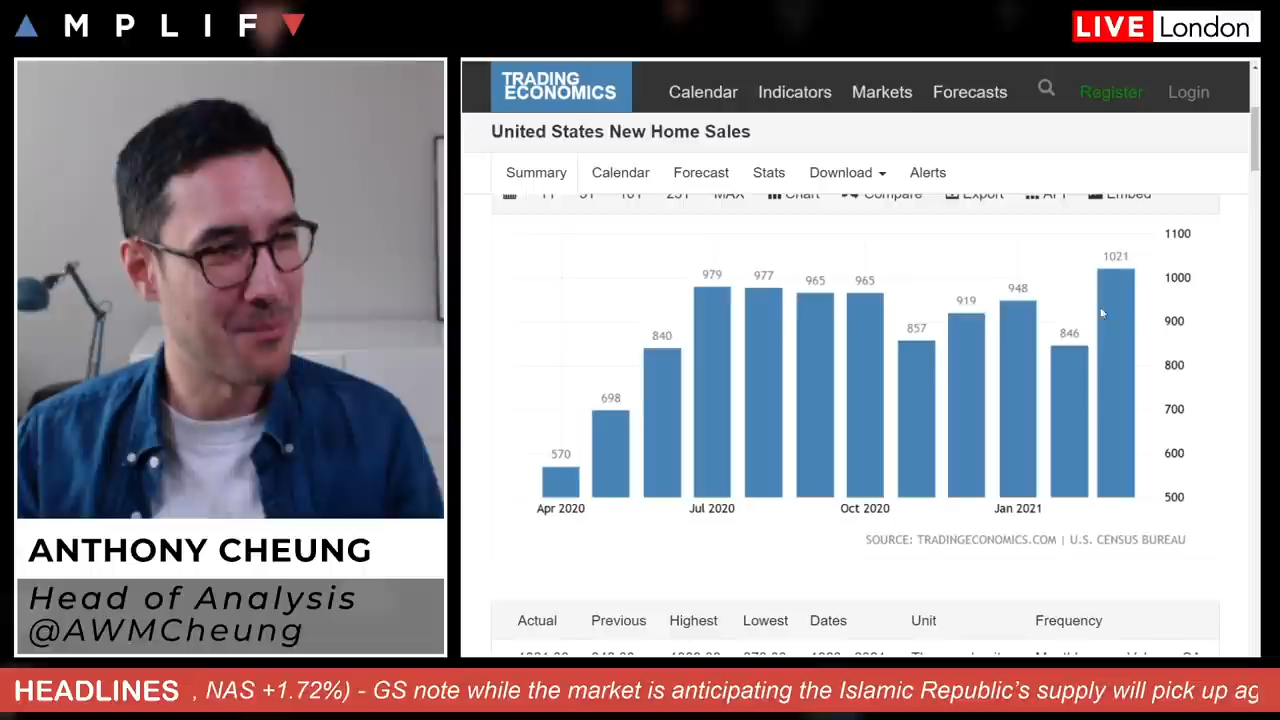 AMPLIFY
LIVE London
TRADING
ECONOMICS
Calendar Indicators Markets Forecasts Register Login
United States New Home Sales
Summary Calendar Forecast Stats Download Alerts
MAX Chart Compare Export API Embed
1100
1000
900
800
700
600
500
570
698
840
979
977
965
965
857
919
948
846
1021
Apr 2020 Jul 2020 Oct 2020 Jan 2021
SOURCE: TRADINGECONOMICS.COM | U.S. CENSUS BUREAU
Actual Previous Highest Lowest Dates Unit Frequency
ANTHONY CHEUNG
Head of Analysis
@AWMCheung
HEADLINES , NAS +1.72%) - GS note while the market is anticipating the Islamic Republic's supply will pick up ag